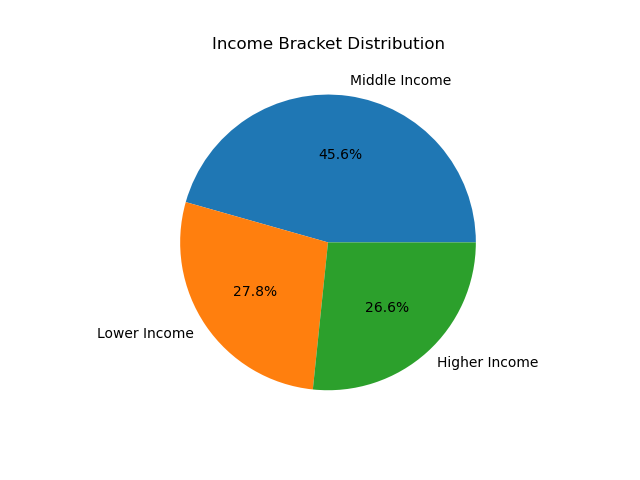 Income Bracket Distribution
Middle Income
45.6%
27.8%
26.6%
Lower Income
Higher Income